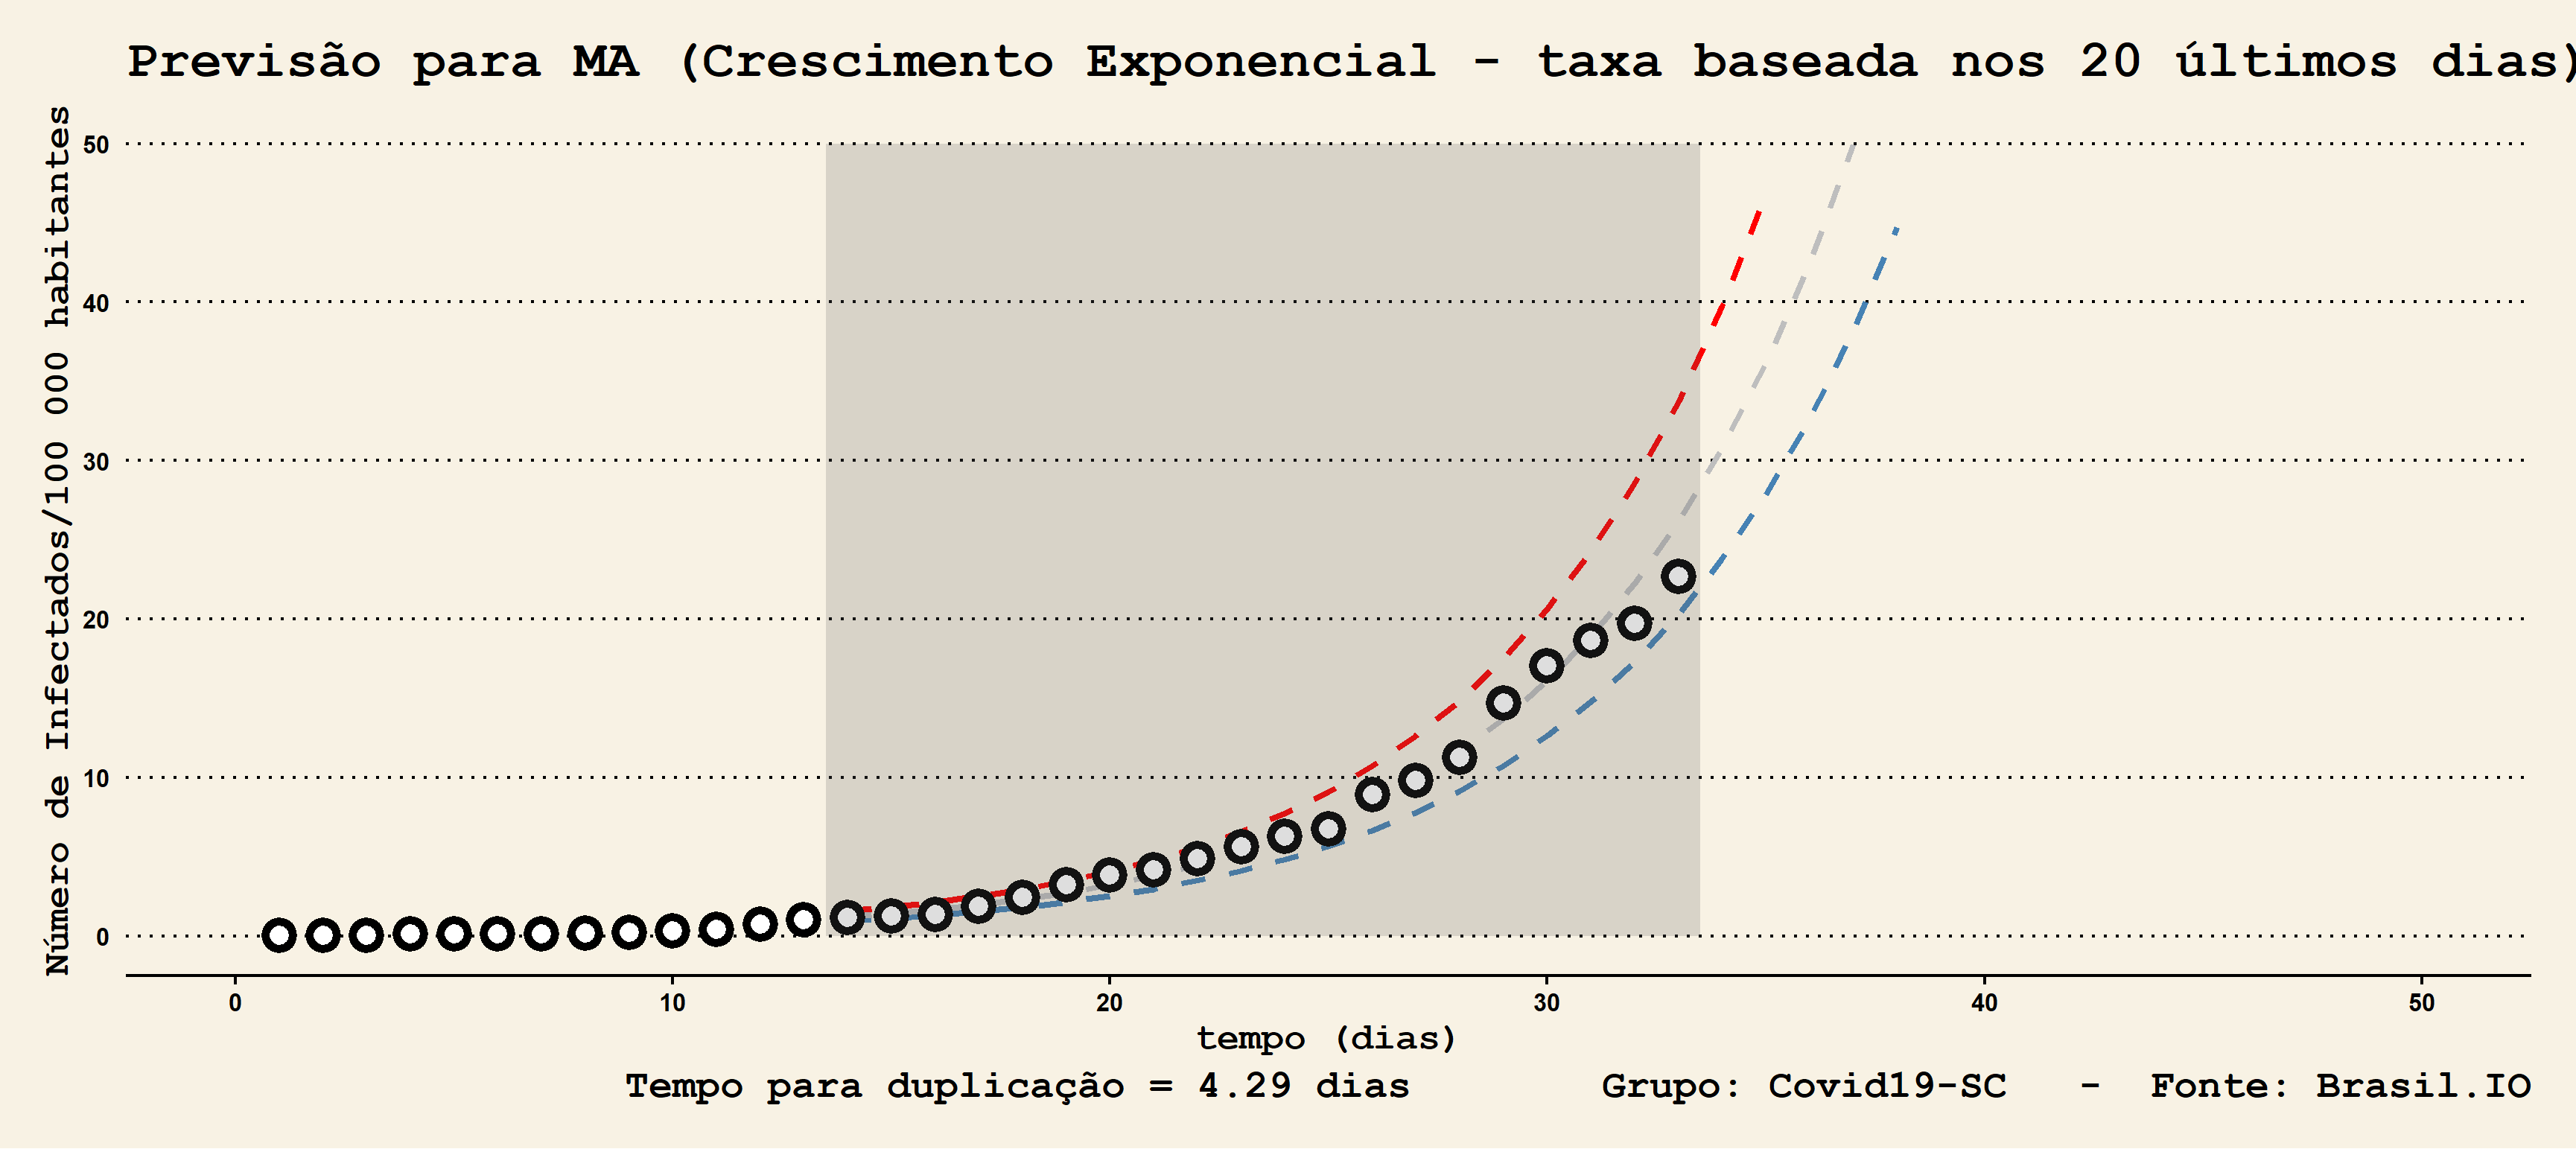 Previsão para MA (Crescimento Exponencial - taxa baseada nos 20 últimos dias)
Número de Infectados/100 000 habitantes
50
40
30
20
10
0
0 10 20 30 40 50
tempo (dias)
Tempo para duplicação = 4.29 dias Grupo: Covid19-SC - Fonte: Brasil.IO